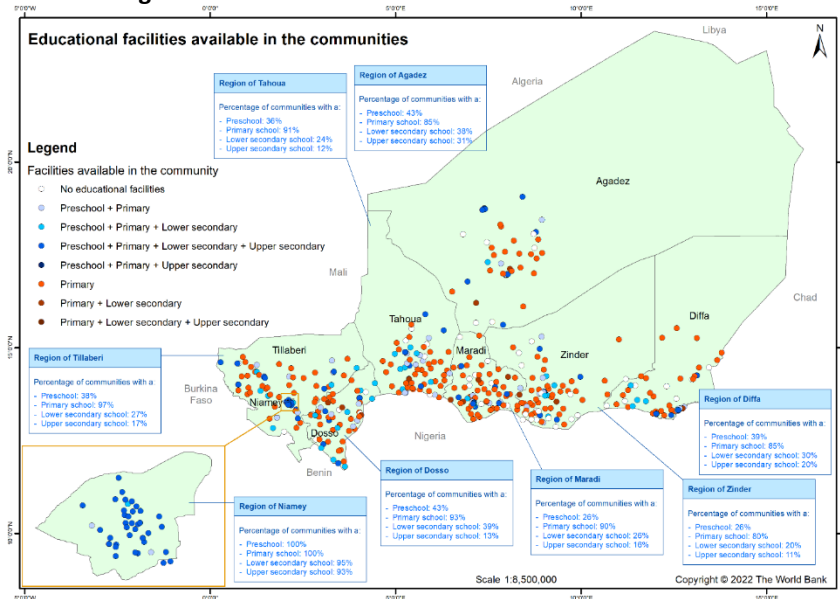 Educational facilities available in the communities
N
Libya
Algeria
Mali
Burkina
Faso
Benin
Nigeria
Chad
Agadez
Tahoua
Tillaberi
Niamey
Dosso
Maradi
Zinder
Diffa
Legend
Facilities available in the community
No educational facilities
Preschool + Primary
Preschool + Primary + Lower secondary
Preschool + Primary + Lower secondary + Upper secondary
Preschool + Primary + Upper secondary
Primary
Primary + Lower secondary
Primary + Lower secondary + Upper secondary
Region of Tahoua
Percentage of communities with a:
- Preschool: 36%
- Primary school: 91%
- Lower secondary school: 24%
- Upper secondary school: 12%
Region of Agadez
Percentage of communities with a:
- Preschool: 43%
- Primary school: 85%
- Lower secondary school: 38%
- Upper secondary school: 31%
Region of Tillaberi
Percentage of communities with a:
- Preschool: 38%
- Primary school: 97%
- Lower secondary school: 27%
- Upper secondary school: 17%
Region of Niamey
Percentage of communities with a:
- Preschool: 100%
- Primary school: 100%
- Lower secondary school: 95%
- Upper secondary school: 93%
Region of Dosso
Percentage of communities with a:
- Preschool: 43%
- Primary school: 93%
- Lower secondary school: 39%
- Upper secondary school: 13%
Region of Maradi
Percentage of communities with a:
- Preschool: 26%
- Primary school: 90%
- Lower secondary school: 26%
- Upper secondary school: 16%
Region of Diffa
Percentage of communities with a:
- Preschool: 39%
- Primary school: 85%
- Lower secondary school: 30%
- Upper secondary school: 20%
Region of Zinder
Percentage of communities with a:
- Preschool: 26%
- Primary school: 80%
- Lower secondary school: 20%
- Upper secondary school: 11%
Scale 1:8,500,000
Copyright © 2022 The World Bank